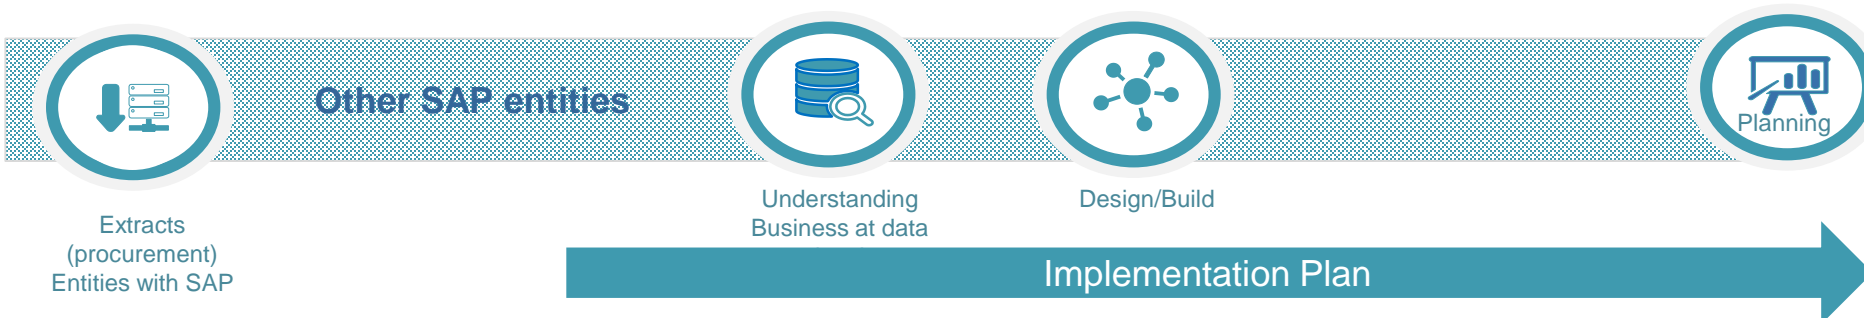 Other SAP entities
Planning
Extracts
(procurement)
Entities with SAP
Understanding
Business at data
Design/Build
Implementation Plan